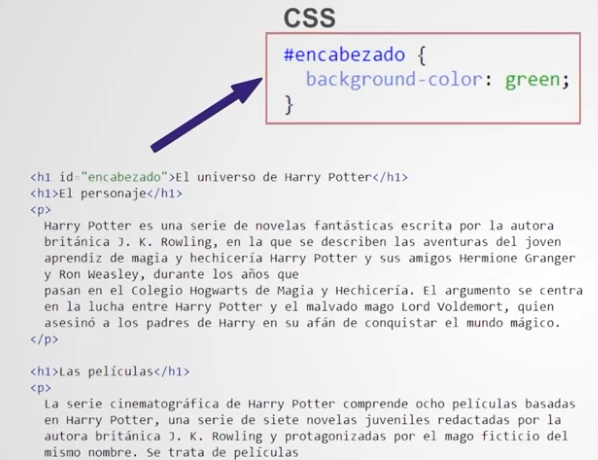 CSS
#encabezado {
background-color: green;
}
<h1 id="encabezado">El universo de Harry Potter</h1>
<h1>El personaje</h1>
<p>
Harry Potter es una serie de novelas fantásticas escrita por la autora
británica J. K. Rowling, en la que se describen las aventuras del joven
aprendiz de magia y hechicería Harry Potter y sus amigos Hermione Granger
y Ron Weasley, durante los años que
pasan en el Colegio Hogwarts de Magia y Hechicería. El argumento se centra
en la lucha entre Harry Potter y el malvado mago Lord Voldemort, quien
asesinó a los padres de Harry en su afán de conquistar el mundo mágico.
</p>
<h1>Las películas</h1>
<p>
La serie cinematográfica de Harry Potter comprende ocho películas basadas
en Harry Potter, una serie de siete novelas juveniles redactadas por la
autora británica J. K. Rowling y protagonizadas por el mago ficticio del
mismo nombre. Se trata de películas